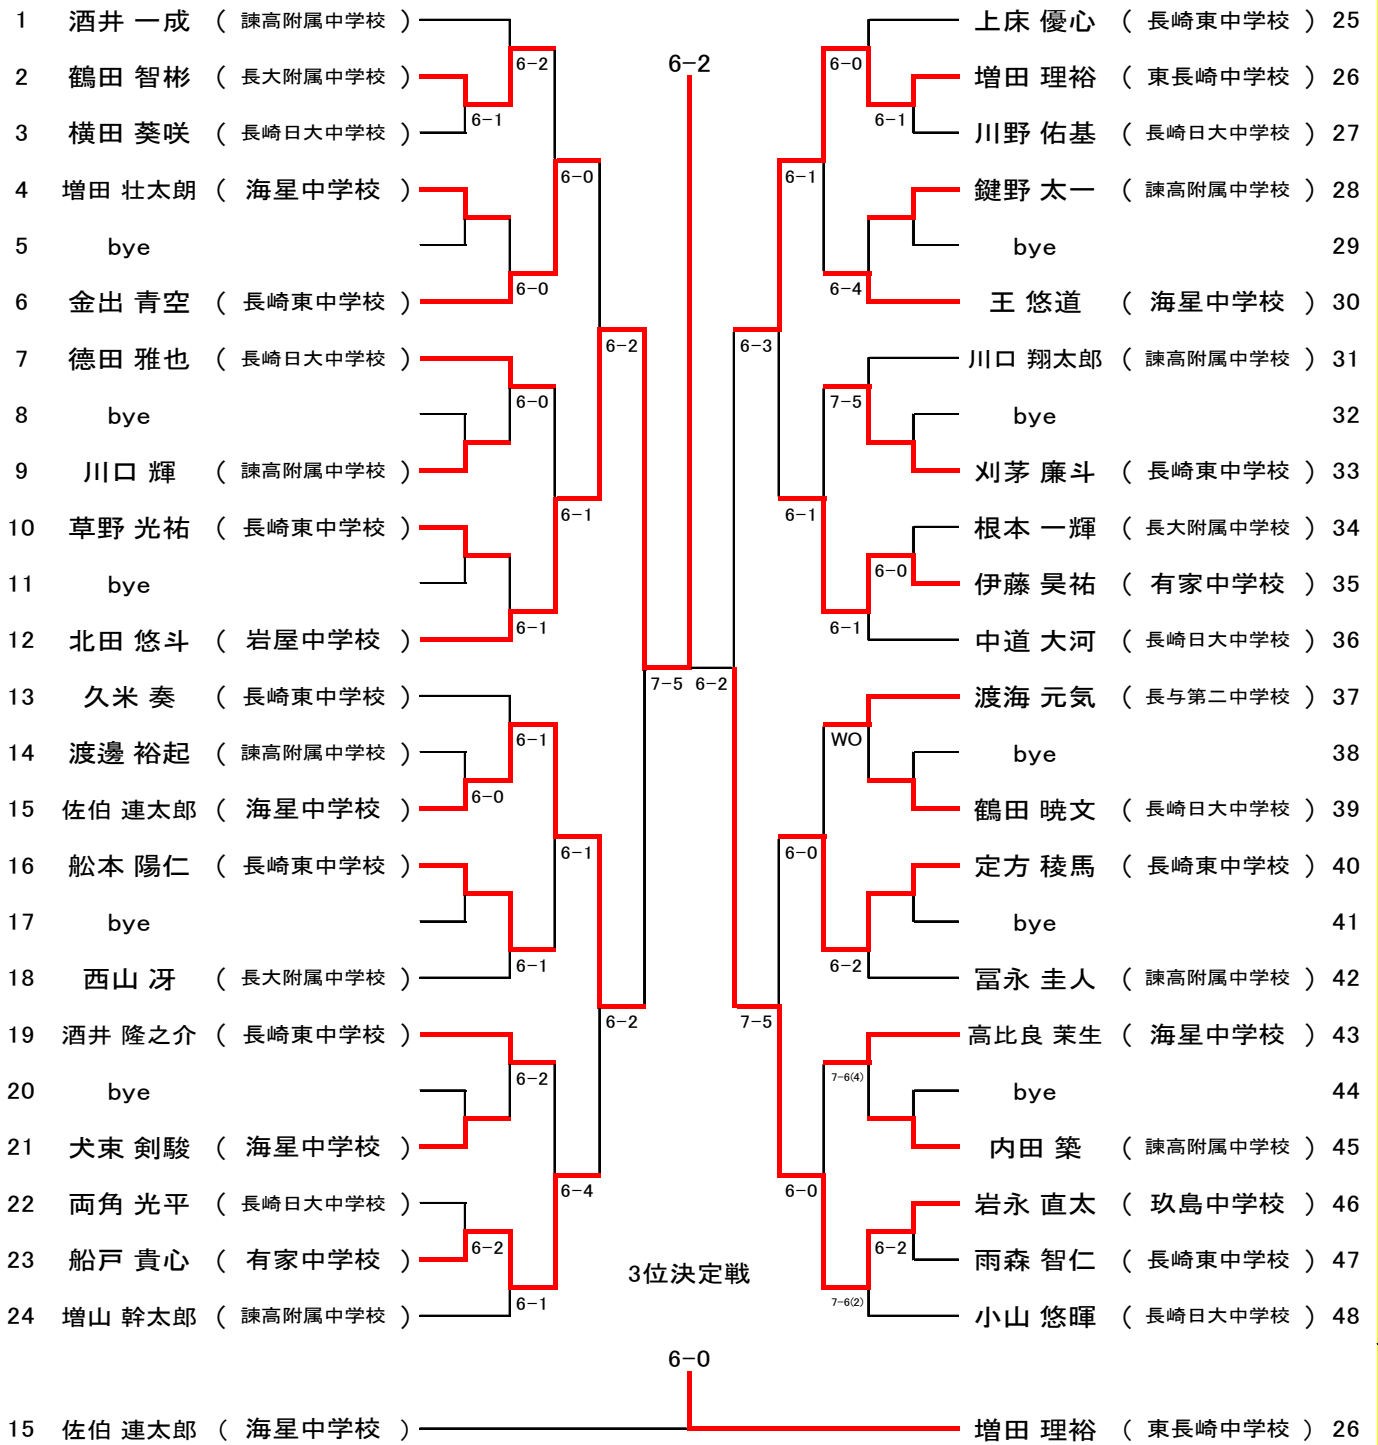 1 酒井 一成 ( 諫高附属中学校 )
2 鶴田 智彬 ( 長大附属中学校 )
3 横田 葵咲 ( 長崎日大中学校 )
4 増田 壮太朗 ( 海星中学校 )
5 bye
6 金出 青空 ( 長崎東中学校 )
7 德田 雅也 ( 長崎日大中学校 )
8 bye
9 川口 輝 ( 諫高附属中学校 )
10 草野 光祐 ( 長崎東中学校 )
11 bye
12 北田 悠斗 ( 岩屋中学校 )
13 久米 奏 ( 長崎東中学校 )
14 渡邊 裕起 ( 諫高附属中学校 )
15 佐伯 連太郎 ( 海星中学校 )
16 舩本 陽仁 ( 長崎東中学校 )
17 bye
18 西山 冴 ( 長大附属中学校 )
19 酒井 隆之介 ( 長崎東中学校 )
20 bye
21 犬束 剣駿 ( 海星中学校 )
22 両角 光平 ( 長崎日大中学校 )
23 船戸 貴心 ( 有家中学校 )
24 増山 幹太郎 ( 諫高附属中学校 )
6-1
6-0
6-2
6-2
6-0
6-0
6-1
6-1
6-1
6-2
6-1
6-0
6-1
6-1
6-4
6-2
6-2
7-5
6-2
6-2
上床 優心 ( 長崎東中学校 ) 25
増田 理裕 ( 東長崎中学校 ) 26
川野 佑基 ( 長崎日大中学校 ) 27
鍵野 太一 ( 諫高附属中学校 ) 28
bye 29
王 悠道 ( 海星中学校 ) 30
川口 翔太郎 ( 諫高附属中学校 ) 31
bye 32
刈茅 廉斗 ( 長崎東中学校 ) 33
根本 一輝 ( 長大附属中学校 ) 34
伊藤 昊祐 ( 有家中学校 ) 35
中道 大河 ( 長崎日大中学校 ) 36
渡海 元気 ( 長与第二中学校 ) 37
bye 38
鶴田 暁文 ( 長崎日大中学校 ) 39
定方 稜馬 ( 長崎東中学校 ) 40
bye 41
冨永 圭人 ( 諫高附属中学校 ) 42
高比良 茉生 ( 海星中学校 ) 43
bye 44
内田 築 ( 諫高附属中学校 ) 45
岩永 直太 ( 玖島中学校 ) 46
雨森 智仁 ( 長崎東中学校 ) 47
小山 悠暉 ( 長崎日大中学校 ) 48
6-1
6-0
6-2
6-0
6-4
7-5
6-1
WO
6-2
7-6(4)
7-6(2)
6-1
6-1
6-0
6-0
6-3
7-5
3位決定戦
6-0
15 佐伯 連太郎 ( 海星中学校 )
増田 理裕 ( 東長崎中学校 ) 26